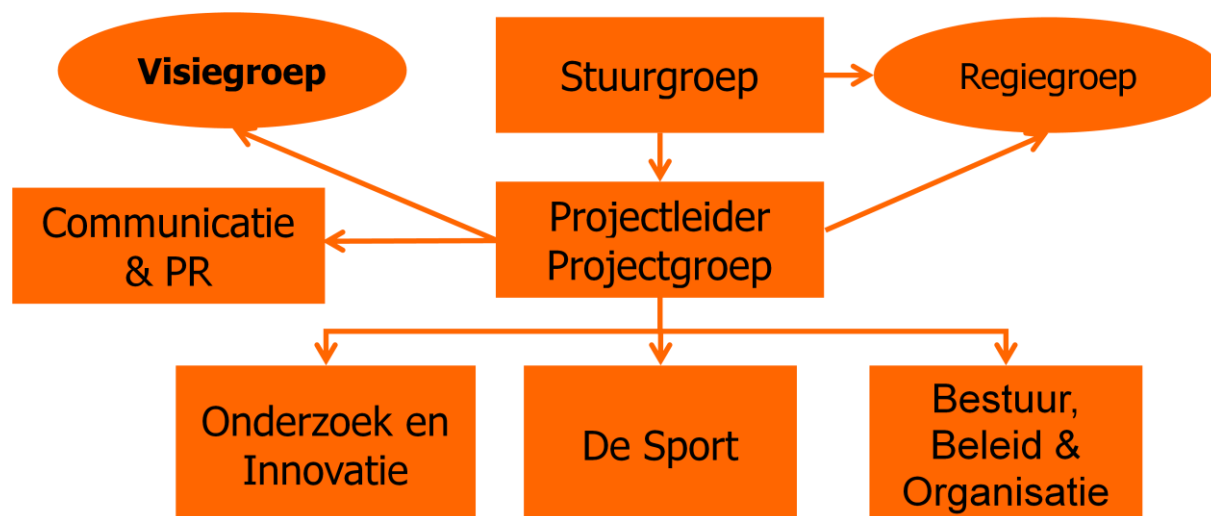 Visiegroep
Stuurgroep
Regiegroep
Communicatie
& PR
Projectleider
Projectgroep
Onderzoek en
Innovatie
De Sport
Bestuur,
Beleid &
Organisatie